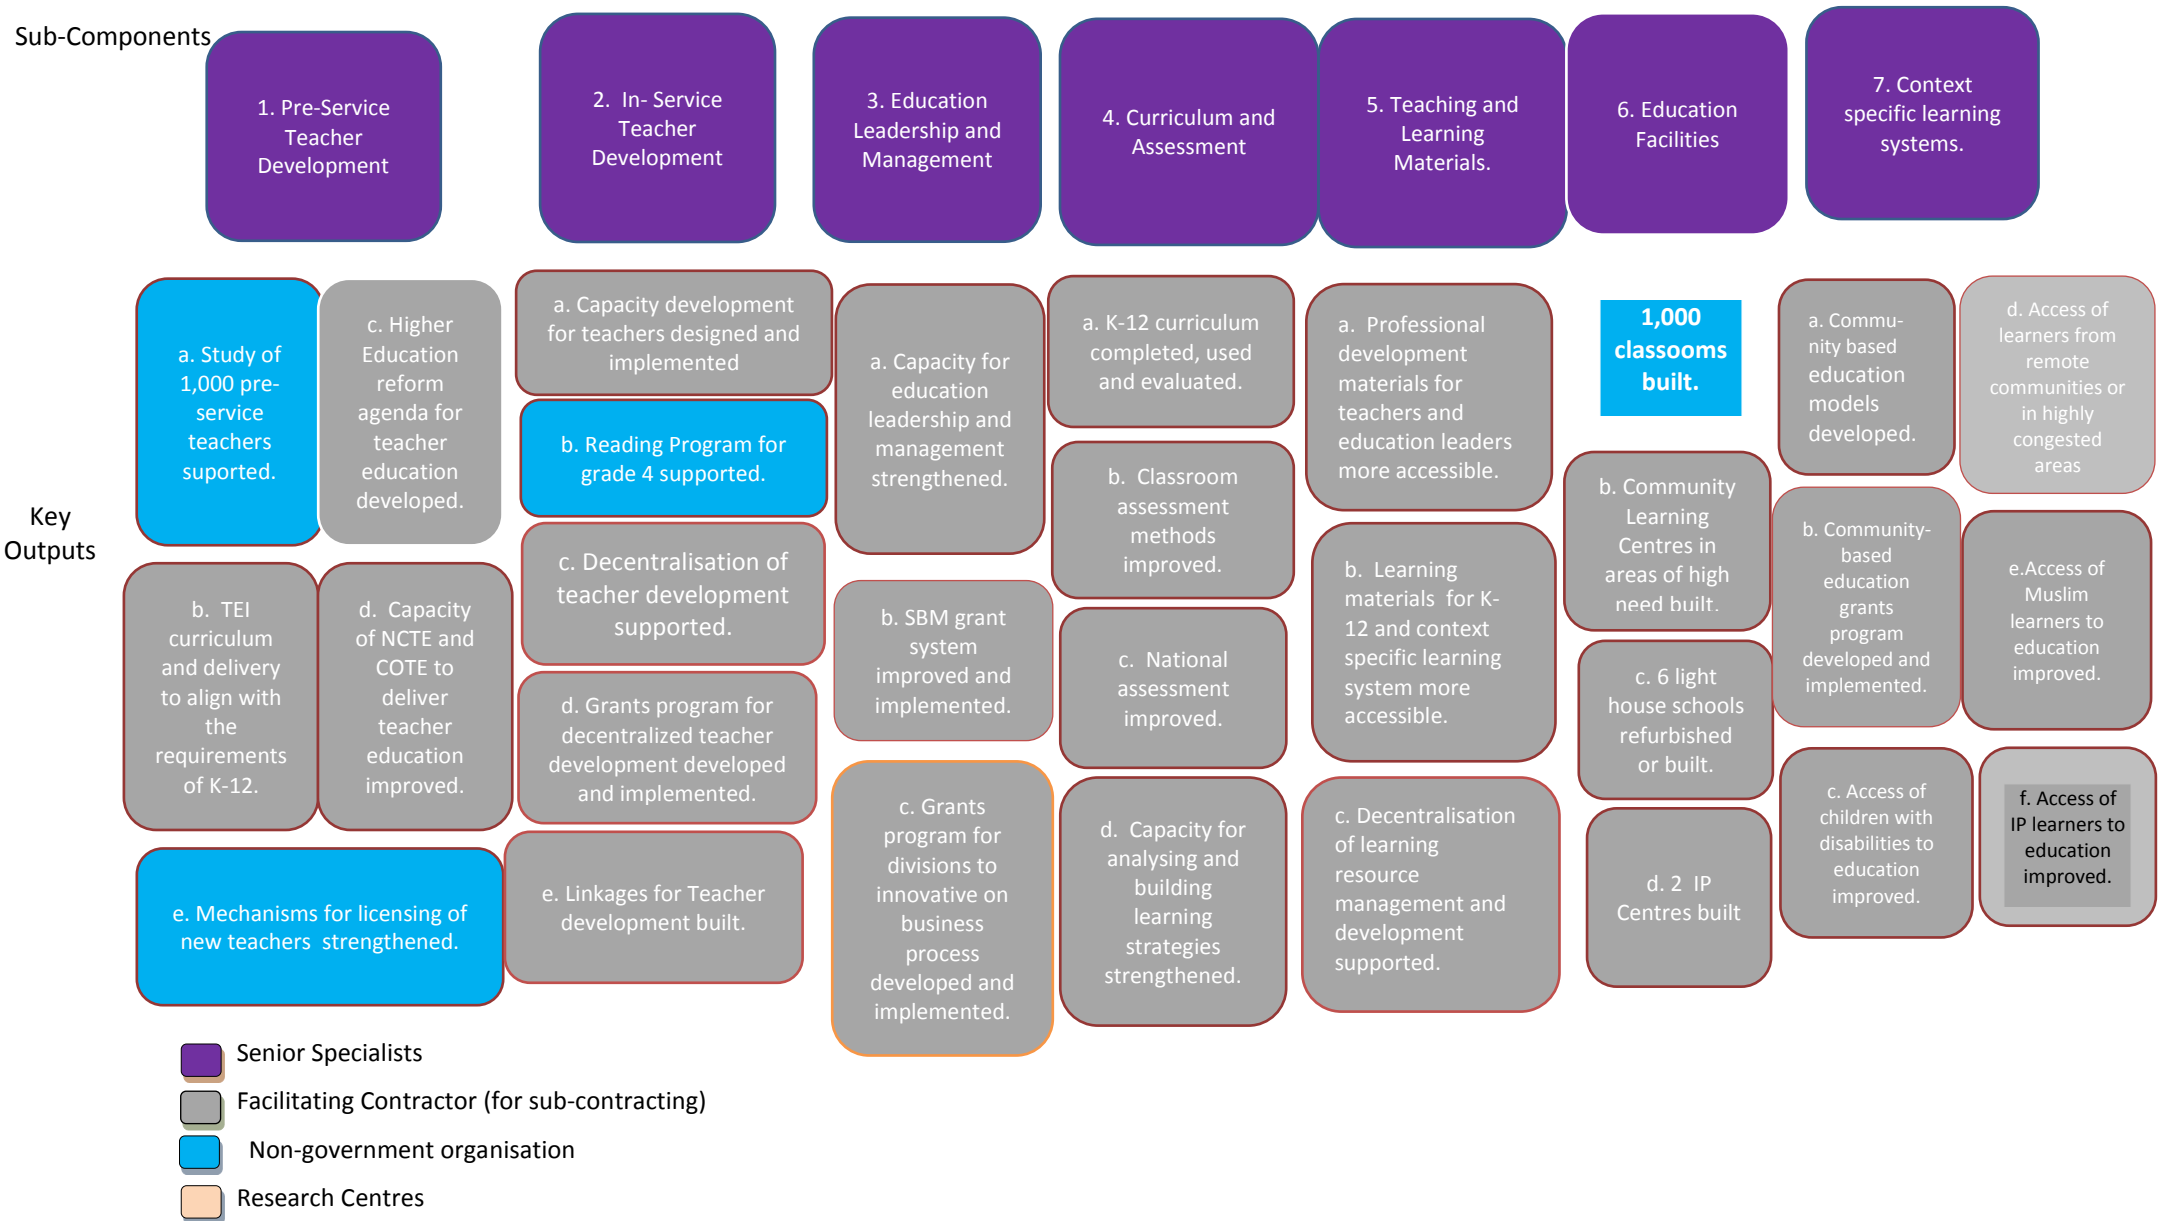 Sub-Components
1. Pre-Service
Teacher
Development
2.  In- Service
Teacher
Development
3. Education
Leadership and
Management
4. Curriculum and
Assessment
5. Teaching and
Learning
Materials.
6. Education
Facilities
7. Context
specific learning
systems.
Key
Outputs
a. Study of
1,000 pre-
service
teachers
suported.
c. Higher
Education
reform
agenda for
teacher
education
developed.
b.  TEI
curriculum
and delivery
to align with
the
requirements
of K-12.
d.  Capacity
of NCTE and
COTE to
deliver
teacher
education
improved.
e. Mechanisms for licensing of
new teachers  strengthened.
a. Capacity development
for teachers designed and
implemented
b. Reading Program for
grade 4 supported.
c. Decentralisation of
teacher development
supported.
d. Grants program for
decentralized teacher
development developed
and implemented.
e. Linkages for Teacher
development built.
a. Capacity for
education
leadership and
management
strengthened.
b. SBM grant
system
improved and
implemented.
c. Grants
program for
divisions to
innovative on
business
process
developed and
implemented.
a. K-12 curriculum
completed, used
and evaluated.
b.  Classroom
assessment
methods
improved.
c.  National
assessment
improved.
d.  Capacity for
analysing and
building
learning
strategies
strengthened.
a.  Professional
development
materials for
teachers and
education leaders
more accessible.
b.  Learning
materials  for K-
12 and context
specific learning
system more
accessible.
c. Decentralisation
of learning
resource
management and
development
supported.
1,000
classooms
built.
b. Community
Learning
Centres in
areas of high
need built.
c. 6 light
house schools
refurbished
or built.
d. 2  IP
Centres built
a. Commu-
nity based
education
models
developed.
b. Community-
based
education
grants
program
developed and
implemented.
c. Access of
children with
disabilities to
education
improved.
d. Access of
learners from
remote
communities or
in highly
congested
areas
e.Access of
Muslim
learners to
education
improved.
f. Access of
IP learners to
education
improved.
Senior Specialists
Facilitating Contractor (for sub-contracting)
Non-government organisation
Research Centres